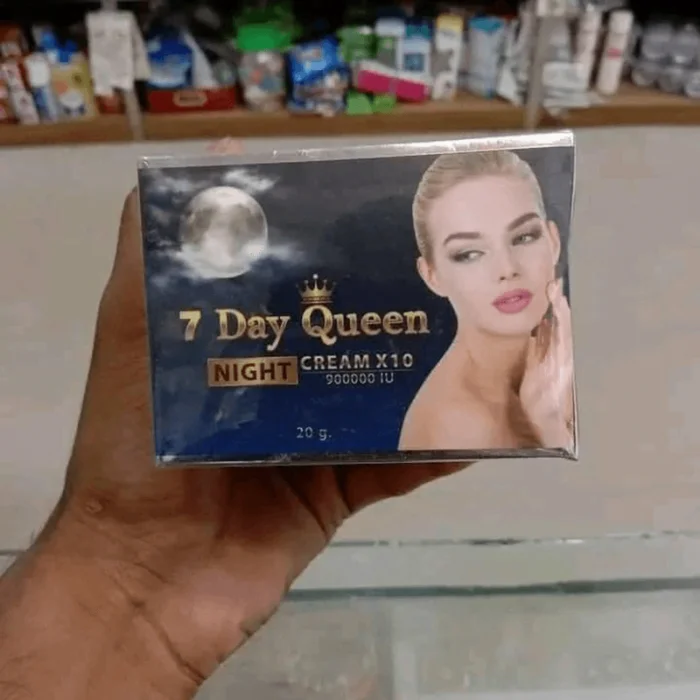 7 Day Queen
NIGHT CREAM X10
900000 IU
20 g.